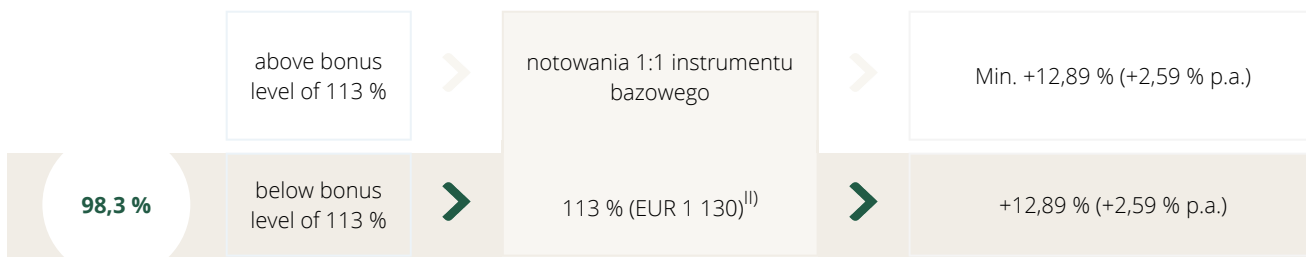 above bonus
level of 113 %
notowania 1:1 instrumentu
bazowego
Min. +12,89 % (+2,59 % p.a.)
98,3 %
below bonus
level of 113 %
113 % (EUR 1 130)II)
+12,89 % (+2,59 % p.a.)